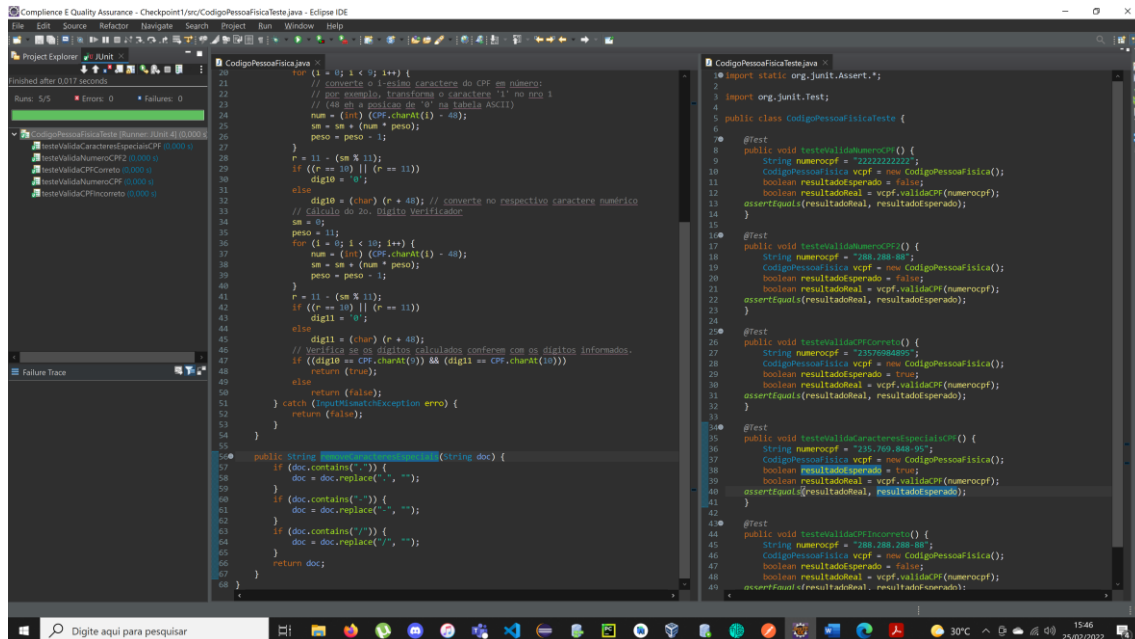 Complience E Quality Assurance - Checkpoint1/src/CodigoPessoaFisicaTeste.java - Eclipse IDE
File Edit Source Refactor Navigate Search Project Run Window Help
Project Explorer JUnit
Finished after 0,017 seconds
Runs: 5/5 Errors: 0 Failures: 0
CodigoPessoaFisicaTeste [Runner: JUnit 4] (0,000 s)
testeValidaCaracteresEspeciaisCPF (0,000 s)
testeValidaNumeroCPF2 (0,000 s)
testeValidaCPFCorreto (0,000 s)
testeValidaNumeroCPF (0,000 s)
testeValidaCPFIncorreto (0,000 s)
Failure Trace
CodigoPessoaFisica.java
20 for (i = 0; i < 9; i++) {
21 // converte o i-esimo caractere do CPF em número:
22 // por exemplo, transforma o caractere '1' no nro 1
23 // (48 eh a posicao de '0' na tabela ASCII)
24 num = (int) (CPF.charAt(i) - 48);
25 sm = sm + (num * peso);
26 peso = peso - 1;
27 }
28 r = 11 - (sm % 11);
29 if ((r == 10) || (r == 11))
30 dig10 = '0';
31 else
32 dig10 = (char) (r + 48); // converte no respectivo caractere numérico
33 // Cálculo do 2o. Digito Verificador
34 sm = 0;
35 peso = 11;
36 for (i = 0; i < 10; i++) {
37 num = (int) (CPF.charAt(i) - 48);
38 sm = sm + (num * peso);
39 peso = peso - 1;
40 }
41 r = 11 - (sm % 11);
42 if ((r == 10) || (r == 11))
43 dig11 = '0';
44 else
45 dig11 = (char) (r + 48);
46 // Verifica se os digitos calculados conferem com os digitos informados.
47 if ((dig10 == CPF.charAt(9)) && (dig11 == CPF.charAt(10)))
48 return (true);
49 else
50 return (false);
51 } catch (InputMismatchException erro) {
52 return (false);
53 }
54 }
55
56 public String removeCaracteresEspeciais(String doc) {
57 if (doc.contains(".")) {
58 doc = doc.replace(".", "");
59 }
60 if (doc.contains("-")) {
61 doc = doc.replace("-", "");
62 }
63 if (doc.contains("/")) {
64 doc = doc.replace("/", "");
65 }
66 return doc;
67 }
68 }
CodigoPessoaFisicaTeste.java
1 import static org.junit.Assert.*;
2
3 import org.junit.Test;
4
5 public class CodigoPessoaFisicaTeste {
6
7 @Test
8 public void testeValidaNumeroCPF() {
9 String numerocpf = "22222222222";
10 CodigoPessoaFisica vcpf = new CodigoPessoaFisica();
11 boolean resultadoEsperado = false;
12 boolean resultadoReal = vcpf.validaCPF(numerocpf);
13 assertEquals(resultadoReal, resultadoEsperado);
14 }
15
16 @Test
17 public void testeValidaNumeroCPF2() {
18 String numerocpf = "288.288-88";
19 CodigoPessoaFisica vcpf = new CodigoPessoaFisica();
20 boolean resultadoEsperado = false;
21 boolean resultadoReal = vcpf.validaCPF(numerocpf);
22 assertEquals(resultadoReal, resultadoEsperado);
23 }
24
25 @Test
26 public void testeValidaCPFCorreto() {
27 String numerocpf = "23576984895";
28 CodigoPessoaFisica vcpf = new CodigoPessoaFisica();
29 boolean resultadoEsperado = true;
30 boolean resultadoReal = vcpf.validaCPF(numerocpf);
31 assertEquals(resultadoReal, resultadoEsperado);
32 }
33
34 @Test
35 public void testeValidaCaracteresEspeciaisCPF() {
36 String numerocpf = "235.769.848-95";
37 CodigoPessoaFisica vcpf = new CodigoPessoaFisica();
38 boolean resultadoEsperado = true;
39 boolean resultadoReal = vcpf.validaCPF(numerocpf);
40 assertEquals(resultadoReal, resultadoEsperado);
41 }
42
43 @Test
44 public void testeValidaCPFIncorreto() {
45 String numerocpf = "288.288.288-88";
46 CodigoPessoaFisica vcpf = new CodigoPessoaFisica();
47 boolean resultadoEsperado = false;
48 boolean resultadoReal = vcpf.validaCPF(numerocpf);
49 assertEquals(resultadoReal, resultadoEsperado);
Digite aqui para pesquisar
30°C
15:46
25/02/2022